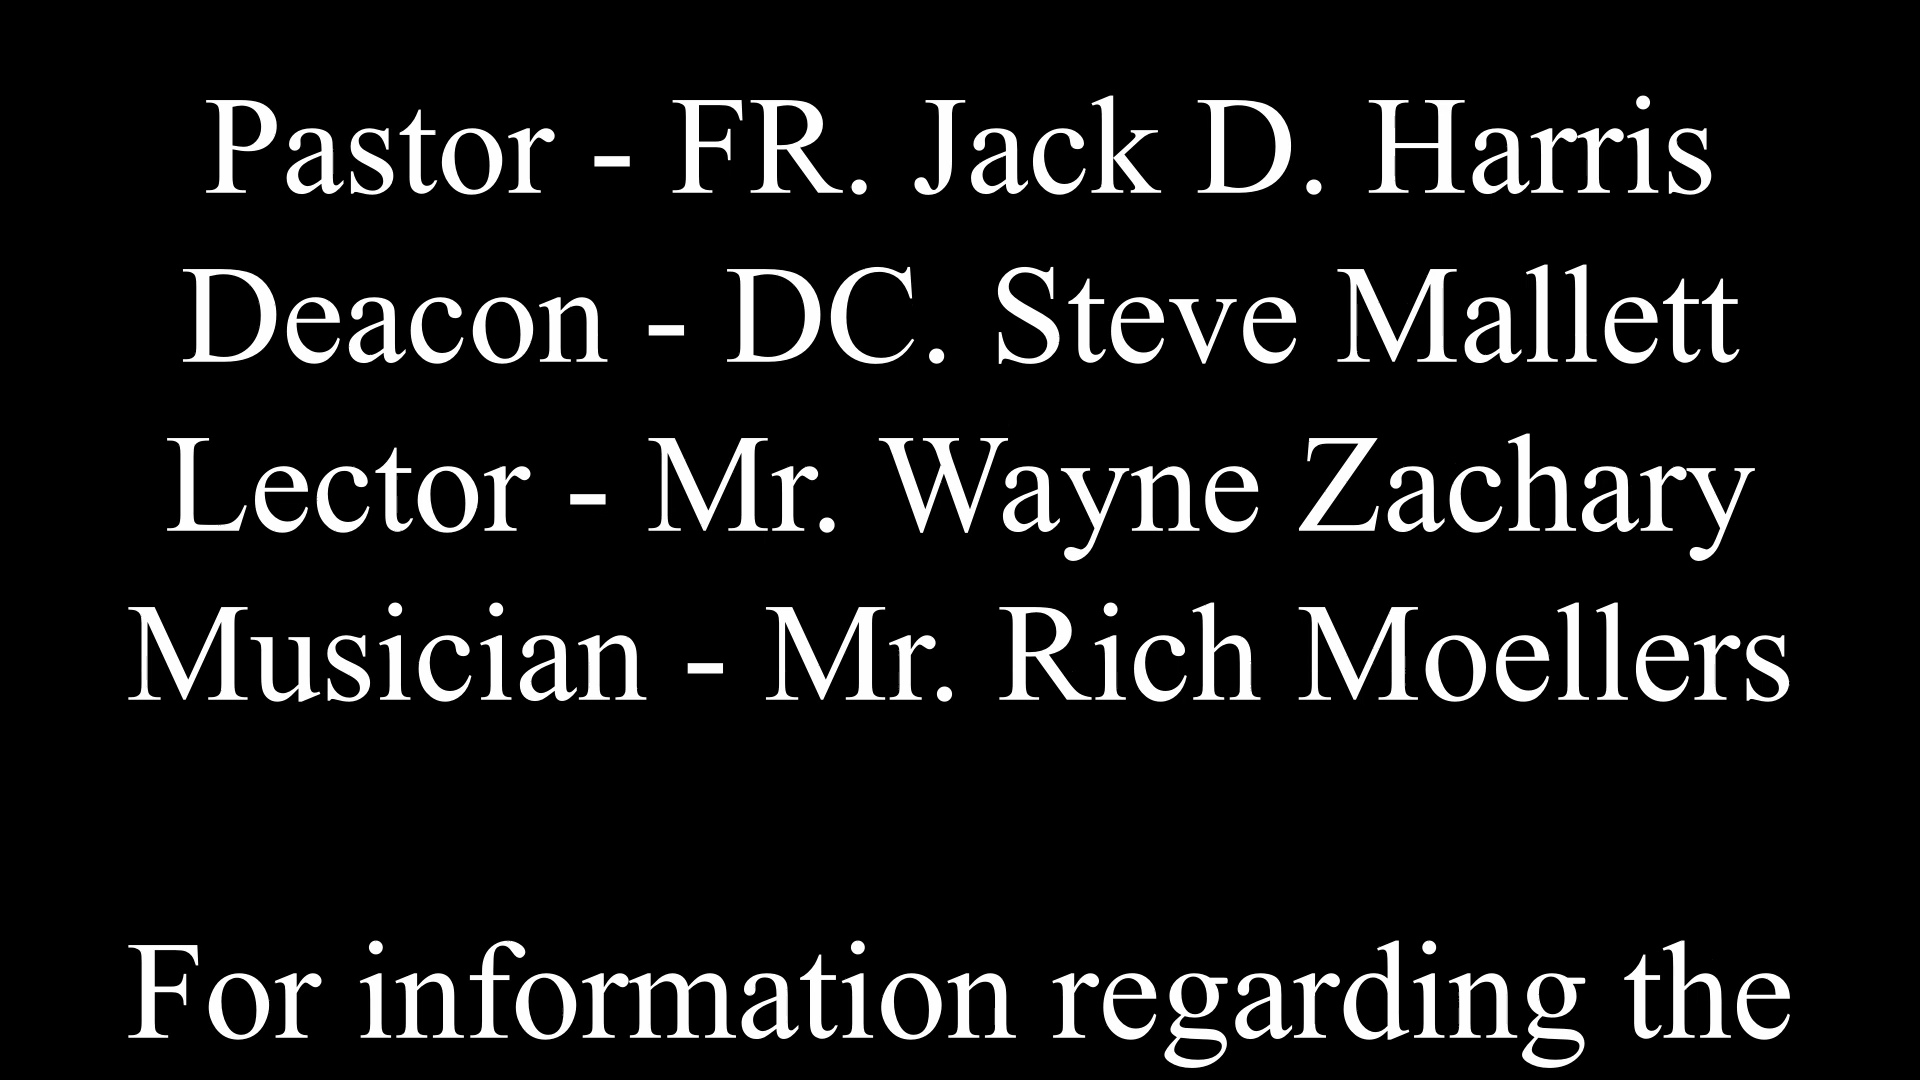 Pastor - FR. Jack D. Harris
Deacon - DC. Steve Mallett
Lector - Mr. Wayne Zachary
Musician - Mr. Rich Moellers
For information regarding the